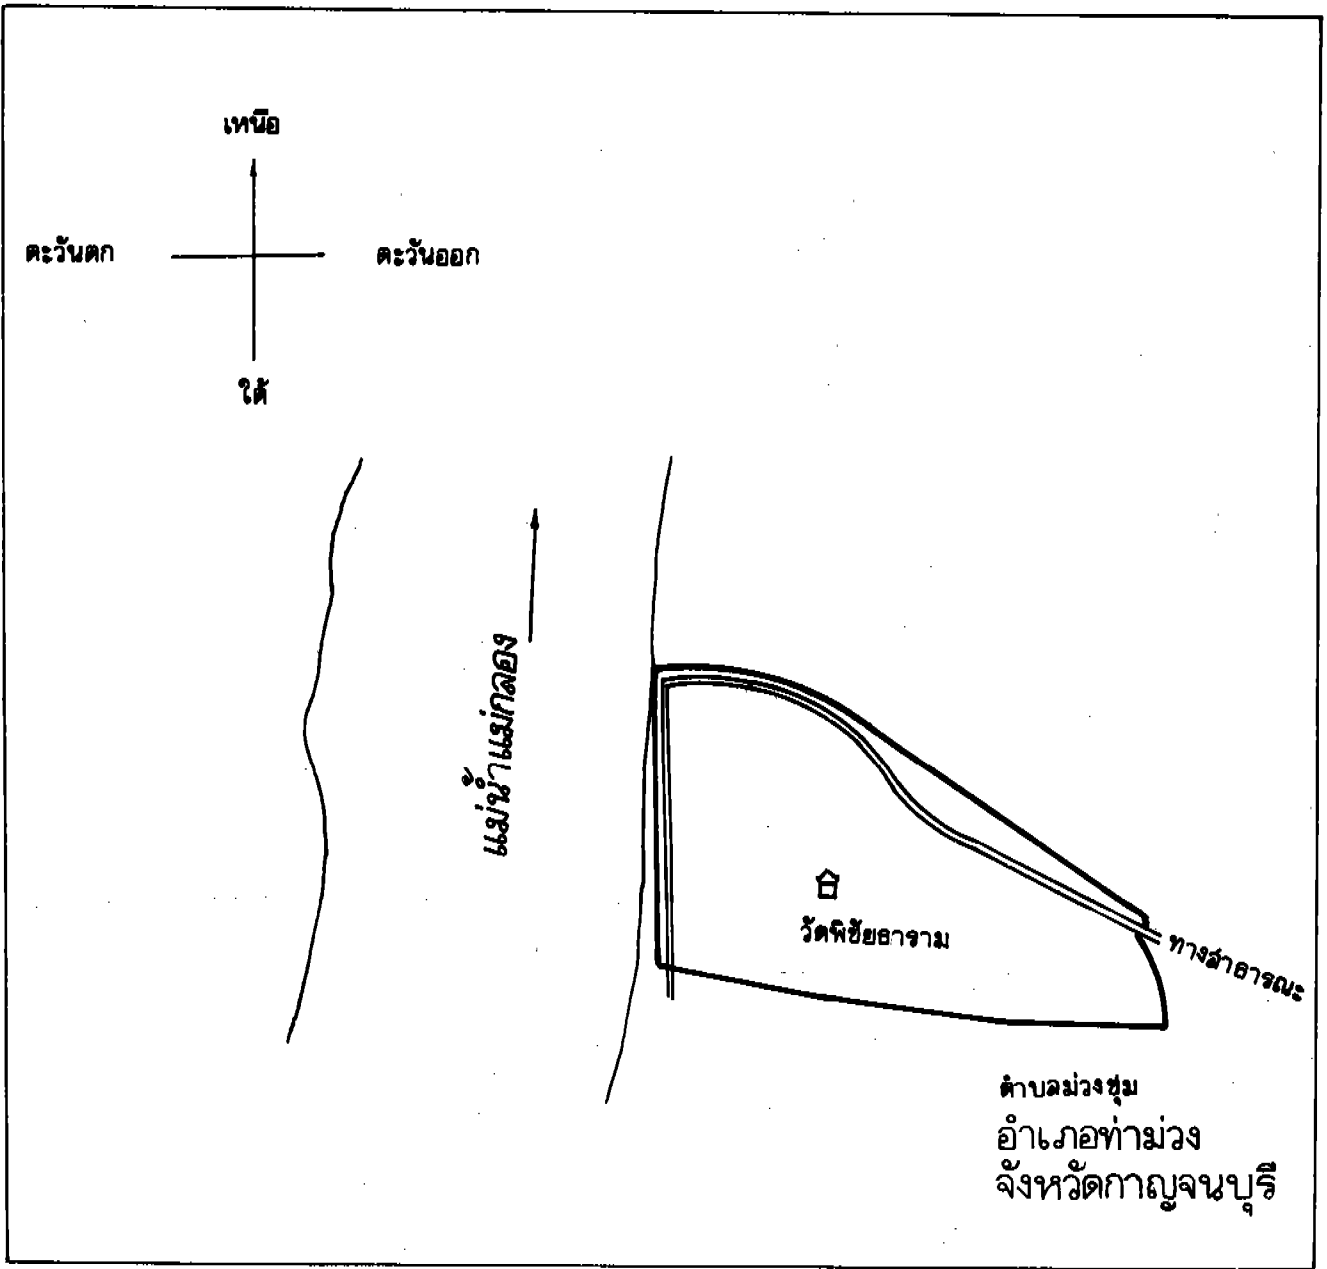 เหนือ
ตะวันตก
ตะวันออก
ใต้
แม่น้ำแม่กลอง
วัดพิชัยธาราม
ทางสาธารณะ
ตำบลม่วงชุม
อำเภอท่าม่วง
จังหวัดกาญจนบุรี